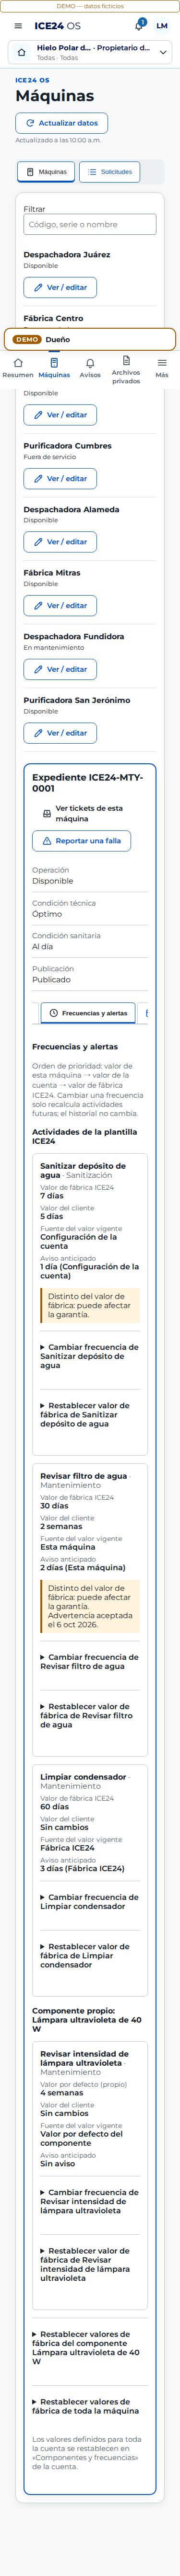 DEMO — datos ficticios
ICE24 OS
1
LM
Hielo Polar d... · Propietario d...
Todas · Todas
ICE24 OS
Máquinas
Actualizar datos
Actualizado a las 10:00 a.m.
Máquinas
Solicitudes
Filtrar
Código, serie o nombre
Despachadora Juárez
Disponible
Ver / editar
Fábrica Centro
DEMO Dueño
Resumen
Máquinas
Avisos
Archivos privados
Más
Disponible
Ver / editar
Purificadora Cumbres
Fuera de servicio
Ver / editar
Despachadora Alameda
Disponible
Ver / editar
Fábrica Mitras
Disponible
Ver / editar
Despachadora Fundidora
En mantenimiento
Ver / editar
Purificadora San Jerónimo
Disponible
Ver / editar
Expediente ICE24-MTY-
0001
Ver tickets de esta
máquina
Reportar una falla
Operación
Disponible
Condición técnica
Óptimo
Condición sanitaria
Al día
Publicación
Publicado
Frecuencias y alertas
Frecuencias y alertas
Orden de prioridad: valor de
esta máquina → valor de la
cuenta → valor de fábrica
ICE24. Cambiar una frecuencia
solo recalcula actividades
futuras; el historial no cambia.
Actividades de la plantilla
ICE24
Sanitizar depósito de
agua · Sanitización
Valor de fábrica ICE24
7 días
Valor del cliente
5 días
Fuente del valor vigente
Configuración de la
cuenta
Aviso anticipado
1 día (Configuración de la
cuenta)
Distinto del valor de
fábrica: puede afectar
la garantía.
▶ Cambiar frecuencia de
Sanitizar depósito de
agua
▶ Restablecer valor de
fábrica de Sanitizar
depósito de agua
Revisar filtro de agua ·
Mantenimiento
Valor de fábrica ICE24
30 días
Valor del cliente
2 semanas
Fuente del valor vigente
Esta máquina
Aviso anticipado
2 días (Esta máquina)
Distinto del valor de
fábrica: puede afectar
la garantía.
Advertencia aceptada
el 6 oct 2026.
▶ Cambiar frecuencia de
Revisar filtro de agua
▶ Restablecer valor de
fábrica de Revisar filtro
de agua
Limpiar condensador ·
Mantenimiento
Valor de fábrica ICE24
60 días
Valor del cliente
Sin cambios
Fuente del valor vigente
Fábrica ICE24
Aviso anticipado
3 días (Fábrica ICE24)
▶ Cambiar frecuencia de
Limpiar condensador
▶ Restablecer valor de
fábrica de Limpiar
condensador
Componente propio:
Lámpara ultravioleta de 40
W
Revisar intensidad de
lámpara ultravioleta ·
Mantenimiento
Valor por defecto (propio)
4 semanas
Valor del cliente
Sin cambios
Fuente del valor vigente
Valor por defecto del
componente
Aviso anticipado
Sin aviso
▶ Cambiar frecuencia de
Revisar intensidad de
lámpara ultravioleta
▶ Restablecer valor de
fábrica de Revisar
intensidad de lámpara
ultravioleta
▶ Restablecer valores de
fábrica del componente
Lámpara ultravioleta de 40
W
▶ Restablecer valores de
fábrica de toda la máquina
Los valores definidos para toda
la cuenta se restablecen en
«Componentes y frecuencias»
de la cuenta.